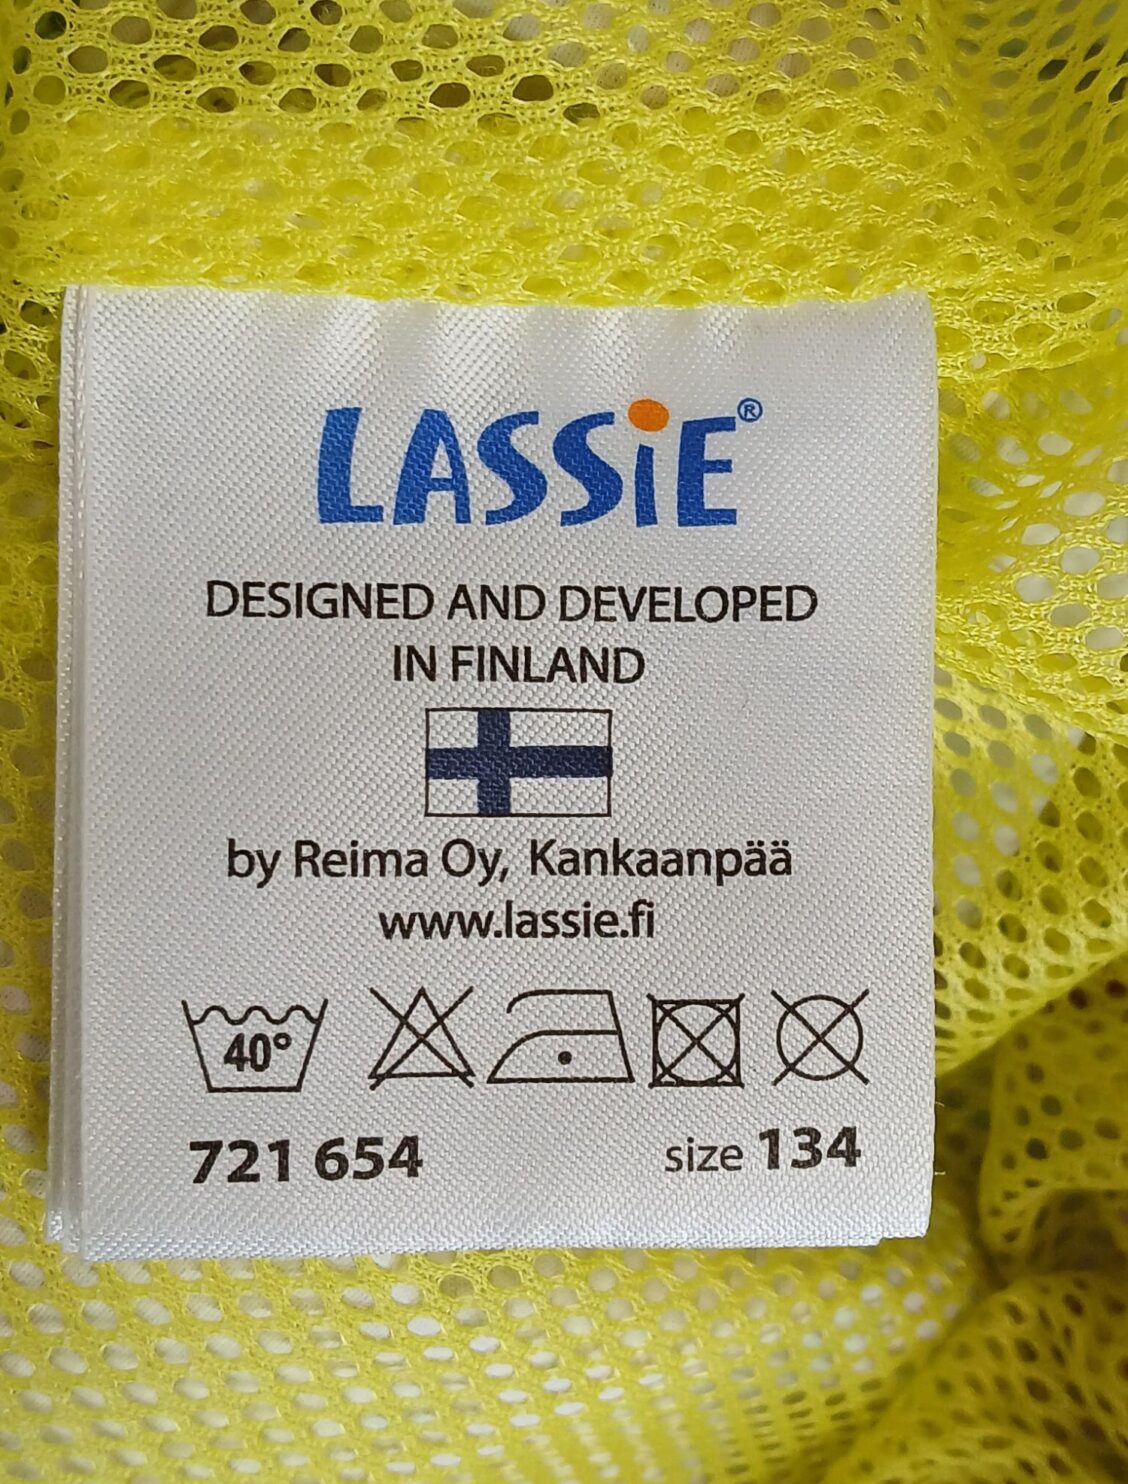 LASSiE®
DESIGNED AND DEVELOPED
IN FINLAND
by Reima Oy, Kankaanpää
www.lassie.fi
40°
721 654 size 134